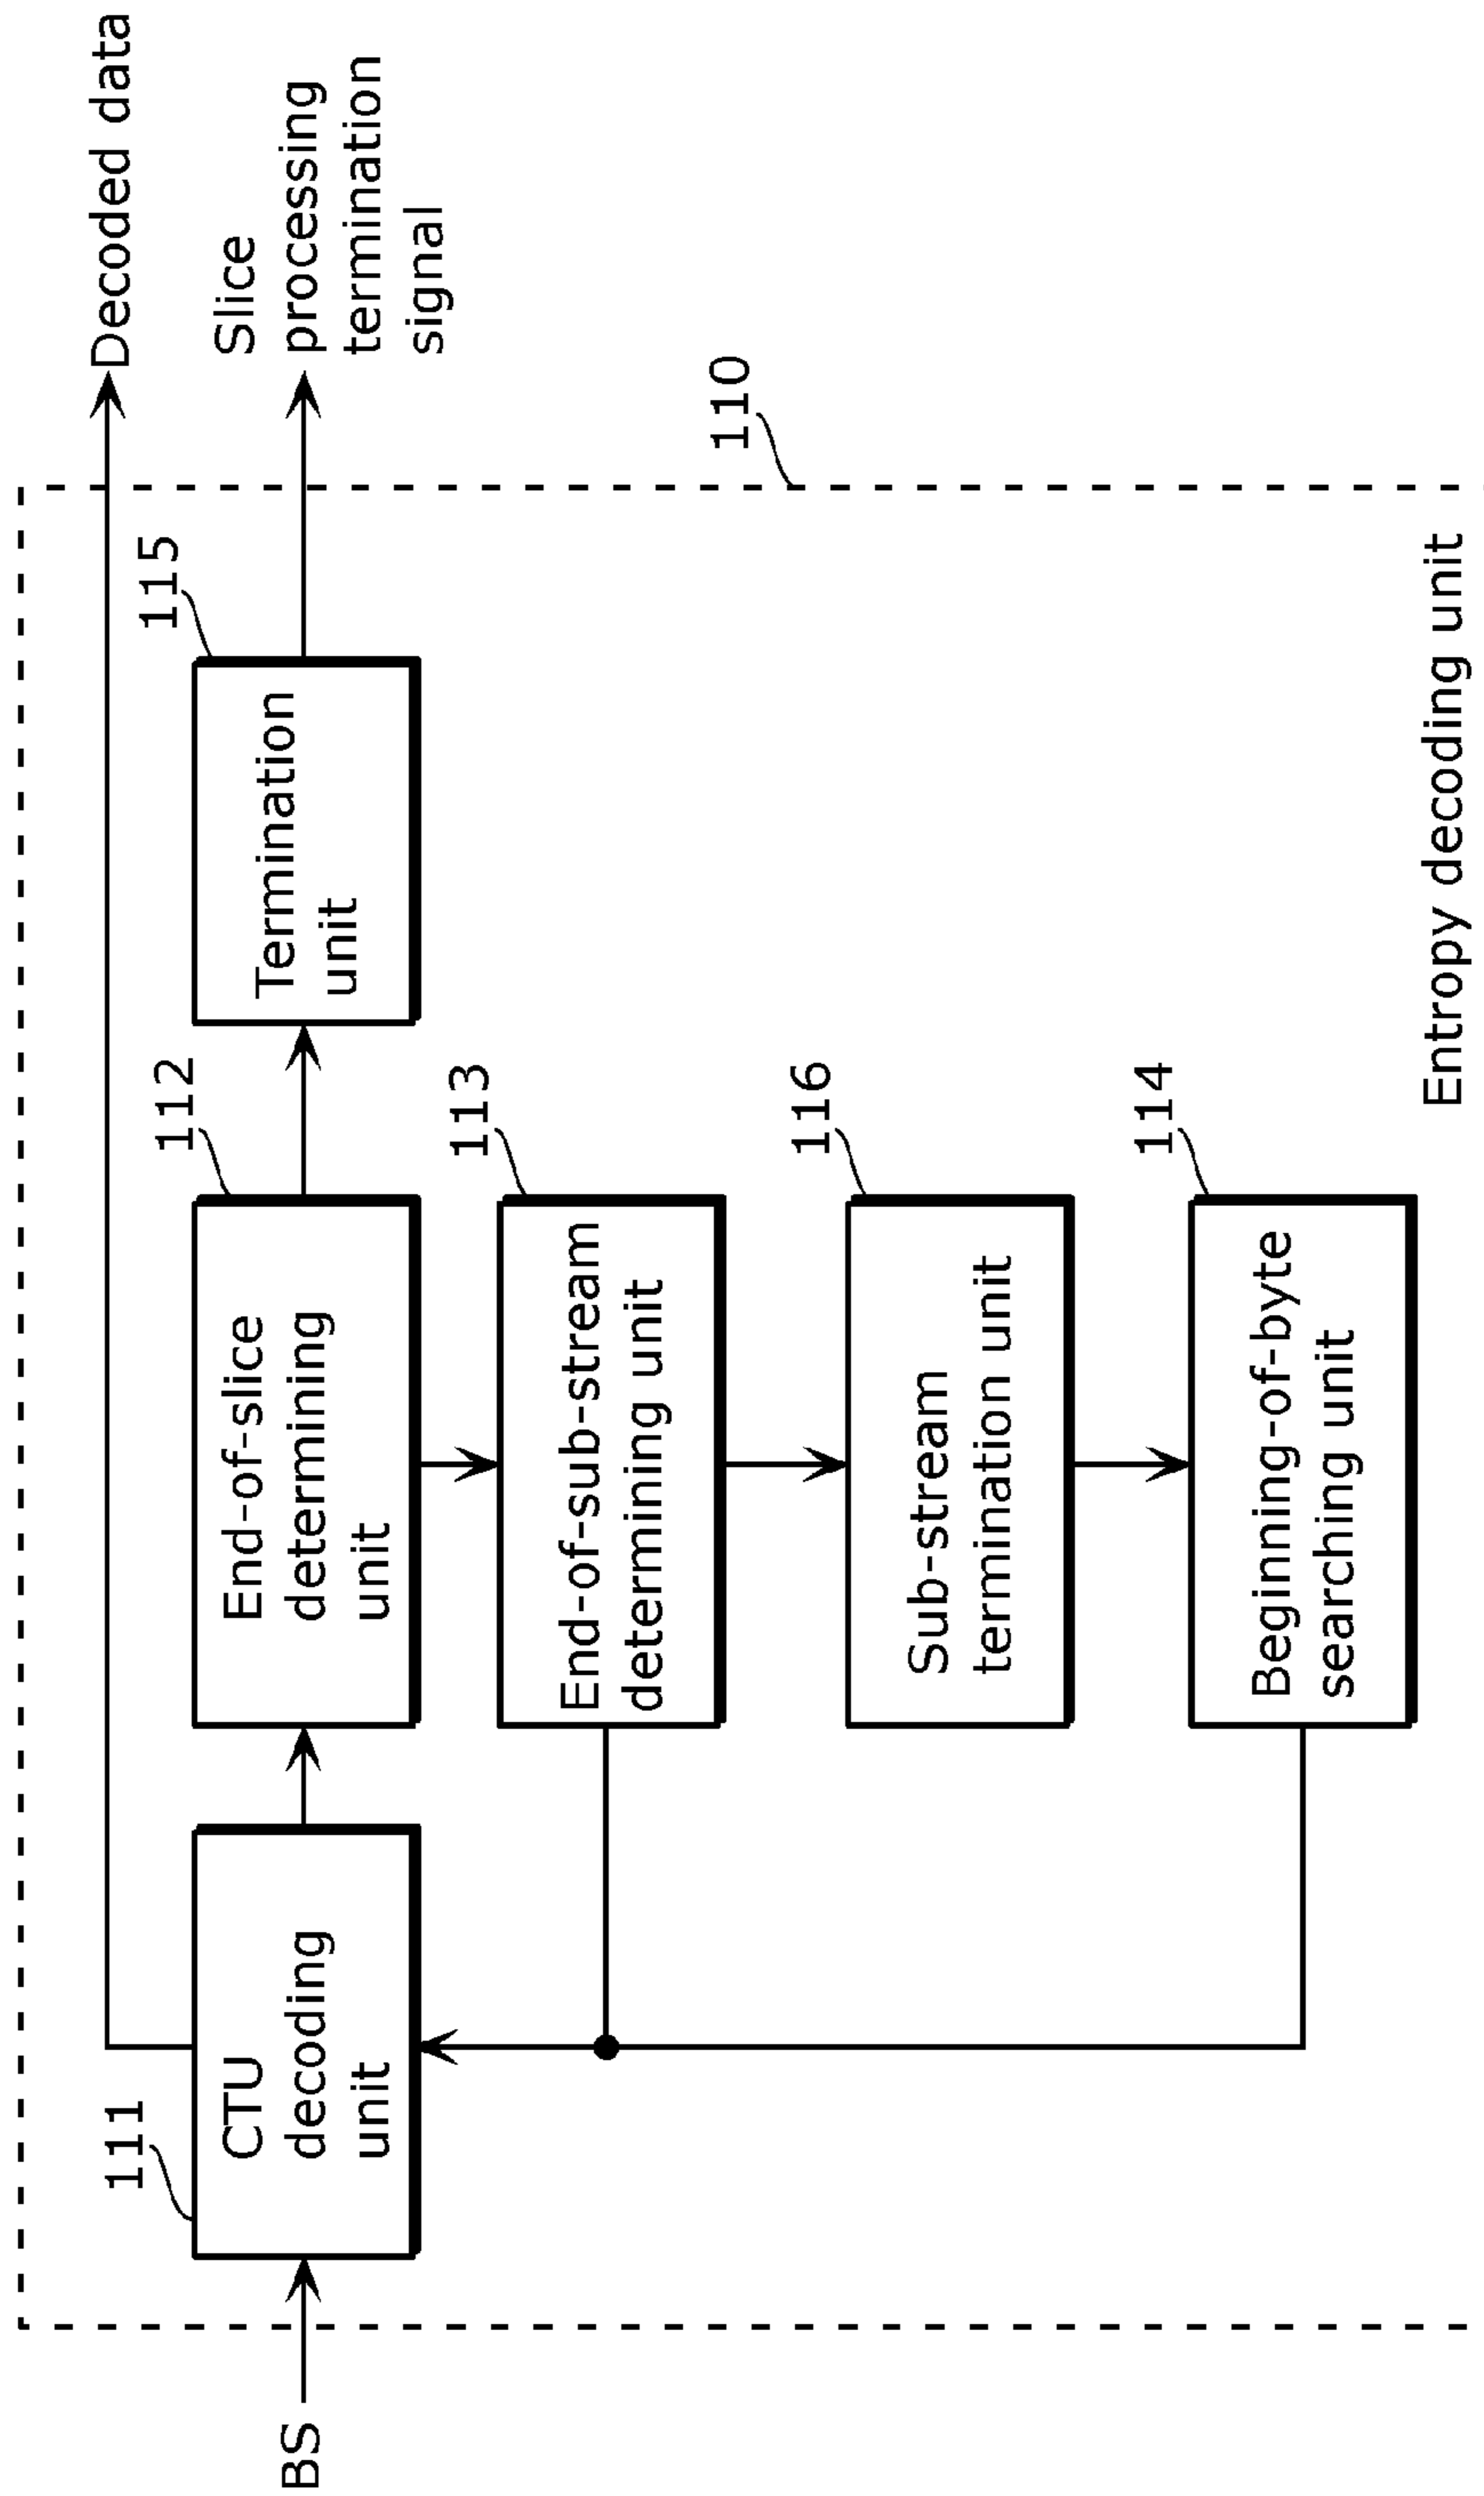 Decoded data
Slice
processing
termination
signal
110
115
Termination
unit
112
End-of-slice
determining
unit
113
End-of-sub-stream
determining unit
116
Sub-stream
termination unit
114
Beginning-of-byte
searching unit
111
CTU
decoding
unit
BS
Entropy decoding unit